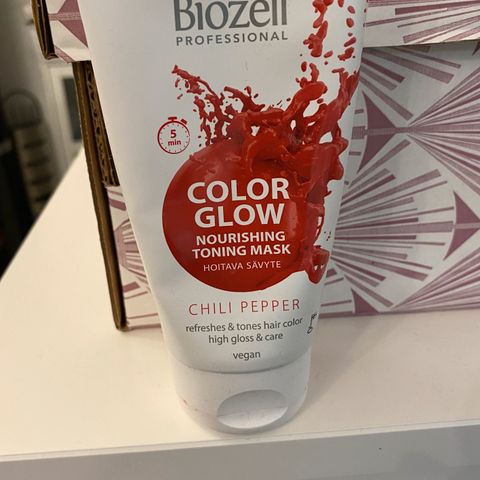 Biozell
PROFESSIONAL
5
min
COLOR
GLOW
NOURISHING
TONING MASK
HOITAVA SÄVYTE
CHILI PEPPER
refreshes & tones hair color
high gloss & care
vegan